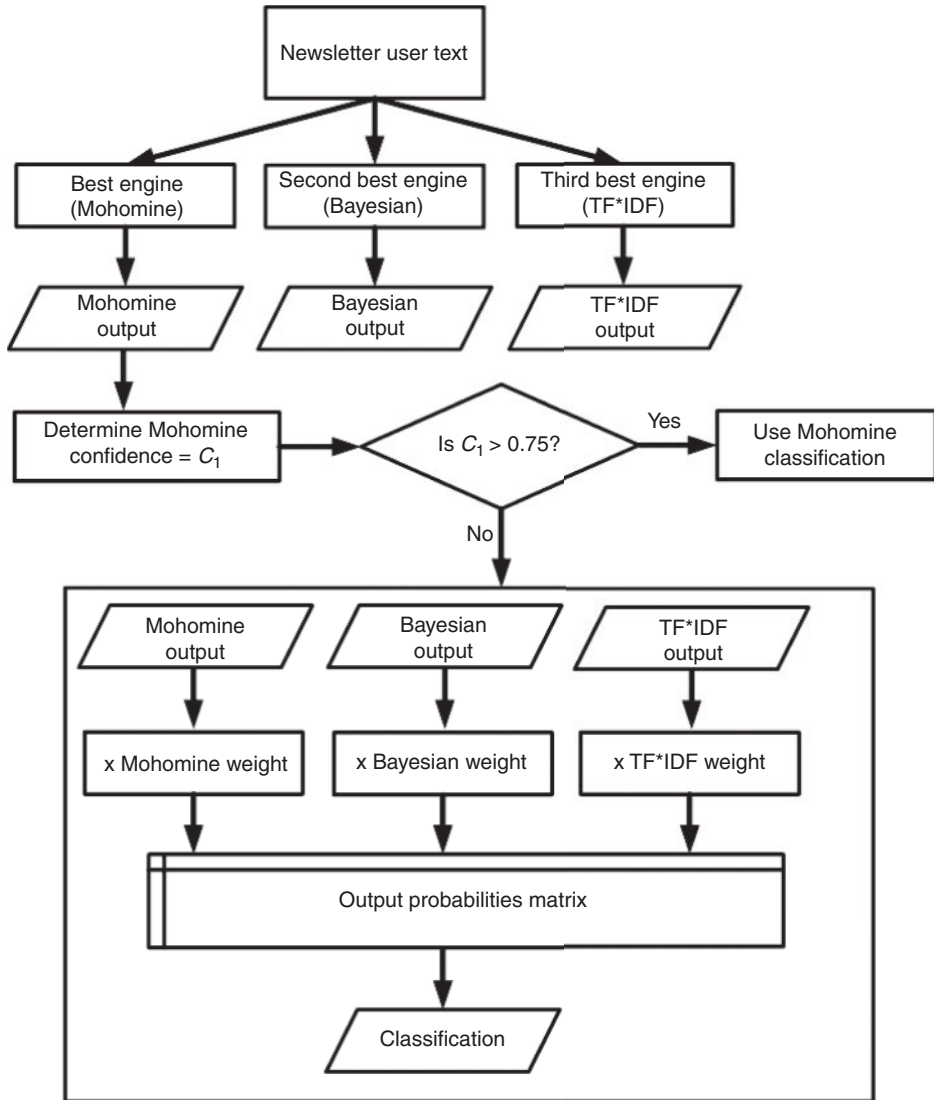 Newsletter user text
Best engine
(Mohomine)
Second best engine
(Bayesian)
Third best engine
(TF*IDF)
Mohomine
output
Bayesian
output
TF*IDF
output
Determine Mohomine
confidence = C₁
Is C₁ > 0.75?
Yes
Use Mohomine
classification
No
Mohomine
output
Bayesian
output
TF*IDF
output
x Mohomine weight
x Bayesian weight
x TF*IDF weight
Output probabilities matrix
Classification